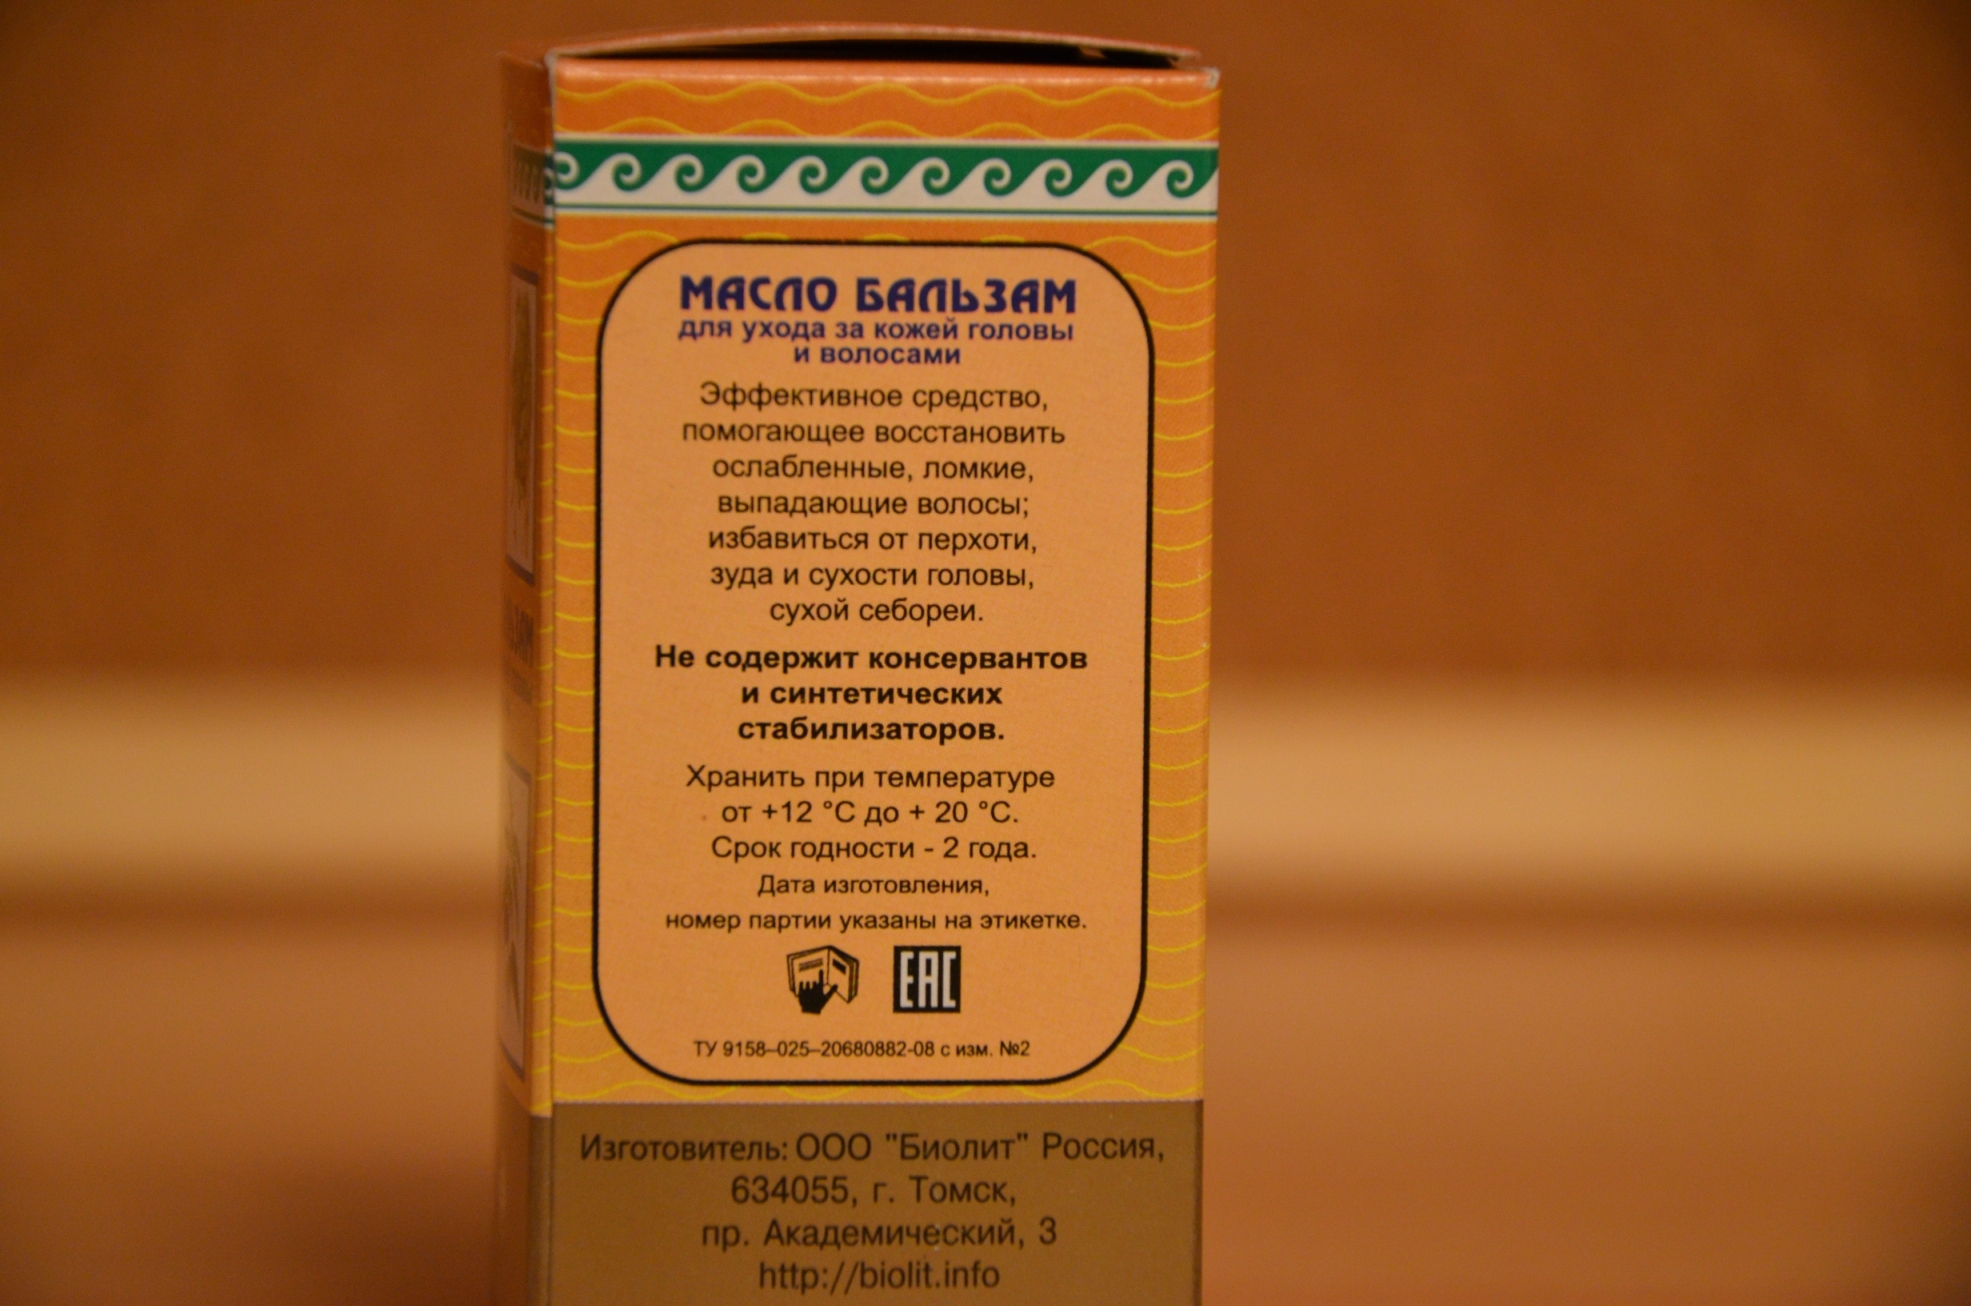 МАСЛО БАЛЬЗАМ
для ухода за кожей головы
и волосами
Эффективное средство,
помогающее восстановить
ослабленные, ломкие,
выпадающие волосы;
избавиться от перхоти,
зуда и сухости головы,
сухой себореи.
Не содержит консервантов
и синтетических
стабилизаторов.
Хранить при температуре
от +12 °C до + 20 °C.
Срок годности - 2 года.
Дата изготовления,
номер партии указаны на этикетке.
EAC
ТУ 9158–025–20680882-08 с изм. №2
Изготовитель: ООО "Биолит" Россия,
634055, г. Томск,
пр. Академический, 3
http://biolit.info